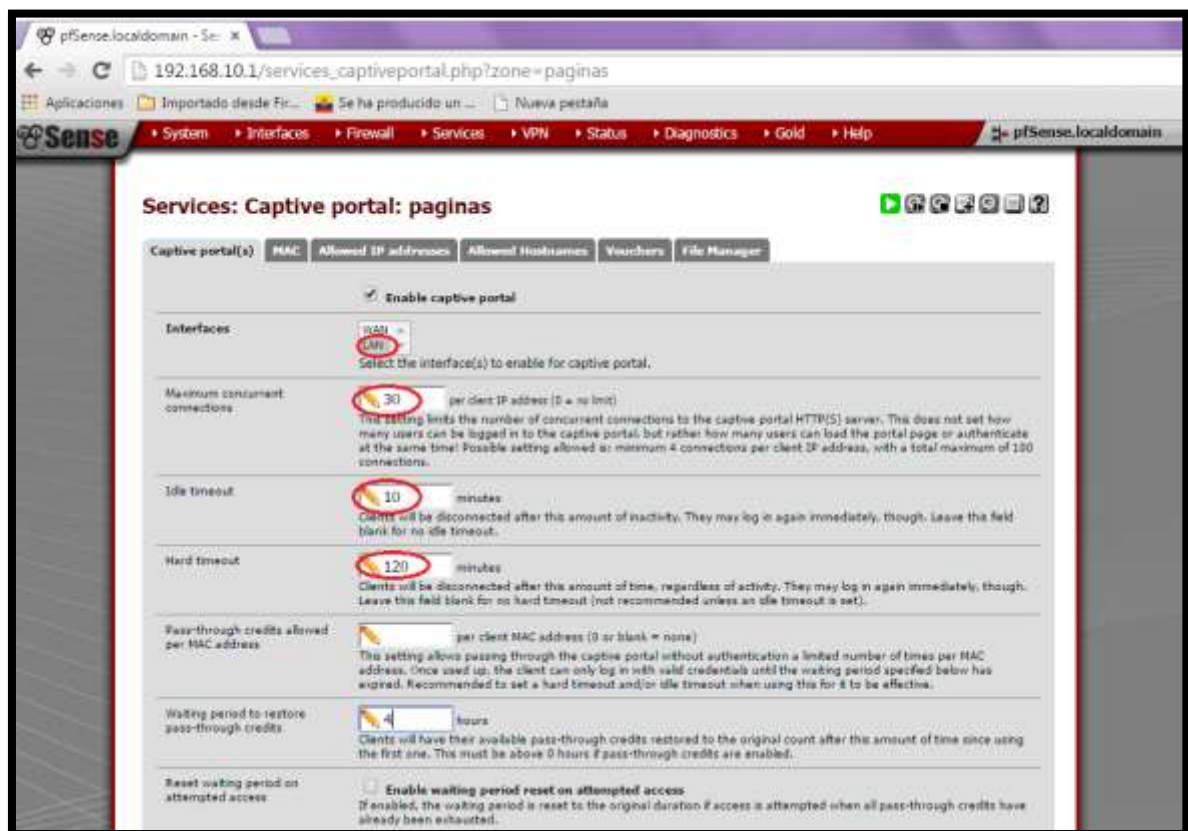 pfSense.localdomain - Se
192.168.10.1/services_captiveportal.php?zone=paginas
Aplicaciones Importado desde Fir... Se ha producido un ... Nueva pestaña
Sense System Interfaces Firewall Services VPN Status Diagnostics Gold Help pfSense.localdomain
Services: Captive portal: paginas
Captive portal(s) MAC Allowed IP addresses Allowed Hostnames Vouchers File Manager
Enable captive portal
Interfaces
WAN
LAN
Select the interface(s) to enable for captive portal.
Maximum concurrent connections
30 per client IP address (0 = no limit)
This setting limits the number of concurrent connections to the captive portal HTTP(S) server. This does not set how
many users can be logged in to the captive portal, but rather how many users can load the portal page or authenticate
at the same time! Possible setting allowed is: minimum 4 connections per client IP address, with a total maximum of 100
connections.
Idle timeout
10 minutes
Clients will be disconnected after this amount of inactivity. They may log in again immediately, though. Leave this field
blank for no idle timeout.
Hard timeout
120 minutes
Clients will be disconnected after this amount of time, regardless of activity. They may log in again immediately, though.
Leave this field blank for no hard timeout (not recommended unless an idle timeout is set).
Pass-through credits allowed
per MAC address
per client MAC address (0 or blank = none)
This setting allows passing through the captive portal without authentication a limited number of times per MAC
address. Once used up, the client can only log in with valid credentials until the waiting period specified below has
expired. Recommended to set a hard timeout and/or idle timeout when using this for it to be effective.
Waiting period to restore
pass-through credits
4 hours
Clients will have their available pass-through credits restored to the original count after this amount of time since using
the first one. This must be above 0 hours if pass-through credits are enabled.
Reset waiting period on
attempted access
Enable waiting period reset on attempted access
If enabled, the waiting period is reset to the original duration if access is attempted when all pass-through credits have
already been exhausted.